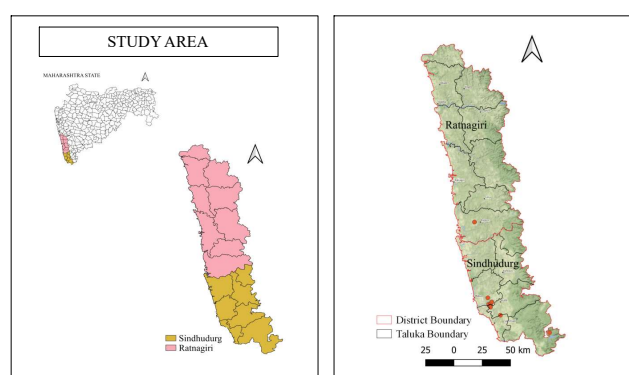 STUDY AREA
MAHARASHTRA STATE
Sindhudurg
Ratnagiri
Ratnagiri
Sindhudurg
District Boundary
Taluka Boundary
25 0 25 50 km